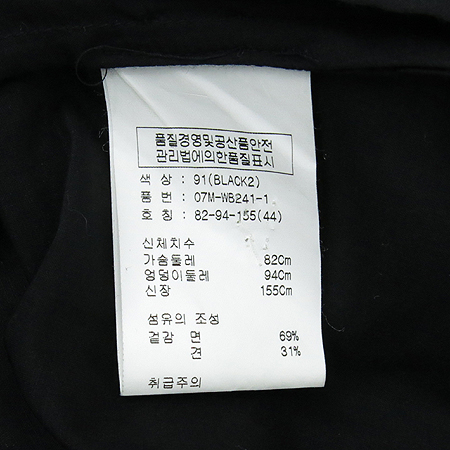 품질경영및공산품안전
관리법에의한품질표시
색 상 : 91(BLACK2)
품 번 : 07M-WB241-1
호 칭 : 82-94-155(44)
신체치수
가슴둘레 82Cm
엉덩이둘레 94Cm
신장 155Cm
섬유의 조성
겉감 면 69%
견 31%
취급주의